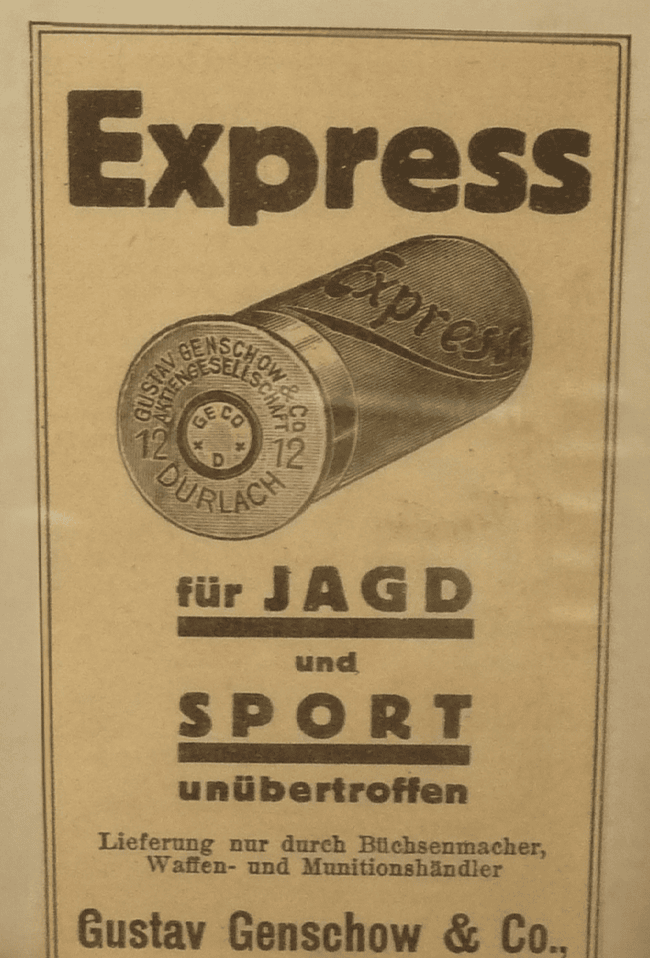 Express
Express
GUSTAV GENSCHOW & CO
AKTIENGESELLSCHAFT
GECO
12 12
D
DURLACH
für JAGD
und
SPORT
unübertroffen
Lieferung nur durch Büchsenmacher,
Waffen- und Munitionshändler
Gustav Genschow & Co.,